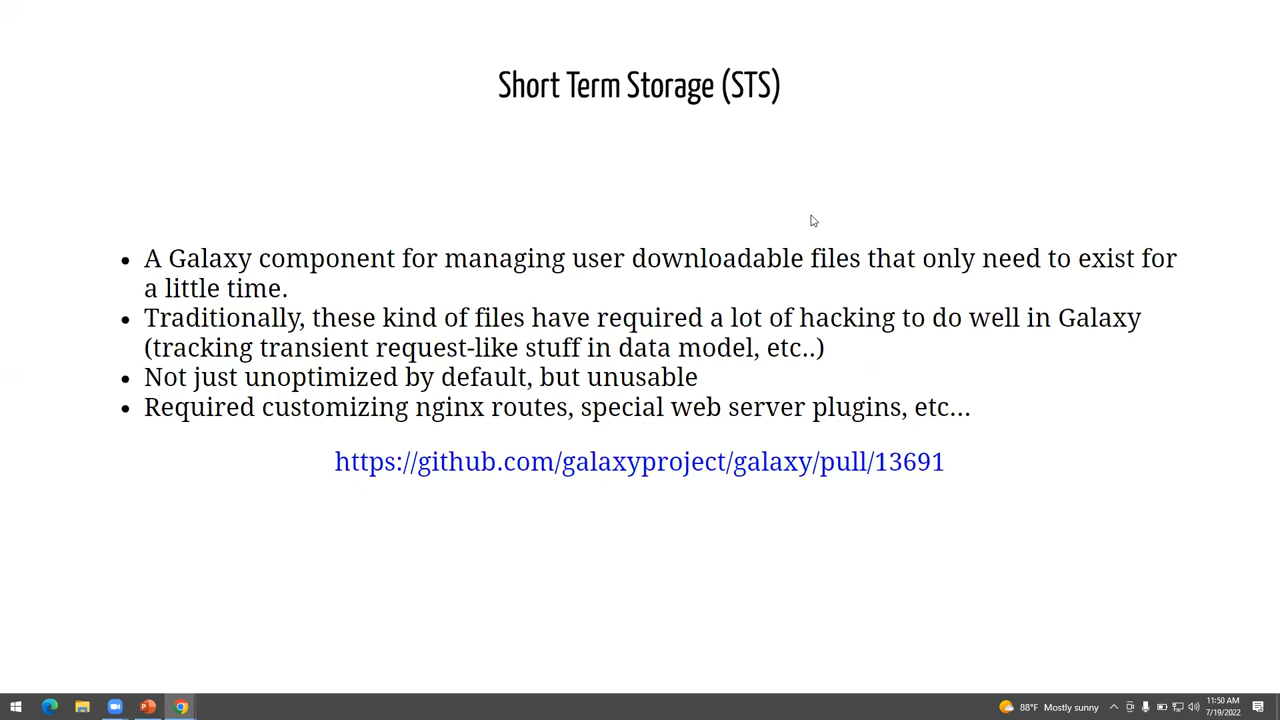 Short Term Storage (STS)
• A Galaxy component for managing user downloadable files that only need to exist for
a little time.
• Traditionally, these kind of files have required a lot of hacking to do well in Galaxy
(tracking transient request-like stuff in data model, etc..)
• Not just unoptimized by default, but unusable
• Required customizing nginx routes, special web server plugins, etc...
https://github.com/galaxyproject/galaxy/pull/13691
88°F Mostly sunny
11:50 AM
7/19/2022